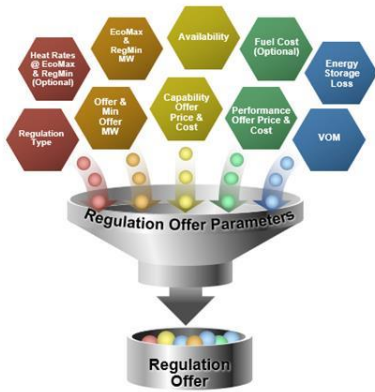 Heat Rates
@ EcoMax
& RegMin
(Optional)
EcoMax
&
RegMin
MW
Availability
Fuel Cost
(Optional)
Energy
Storage
Loss
Regulation
Type
Offer &
Min
Offer
MW
Capability
Offer
Price &
Cost
Performance
Offer Price &
Cost
VOM
Regulation Offer Parameters
Regulation
Offer